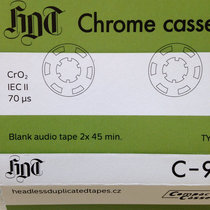 HDT Chrome casse
CrO₂
IEC II
70 µs
Blank audio tape 2x 45 min.
TY
HDT C-9
headlessduplicatedtapes.cz
Compact
Casse